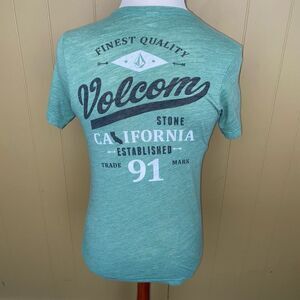 FINEST QUALITY
Volcom
STONE
CALIFORNIA
ESTABLISHED
TRADE 91 MARK